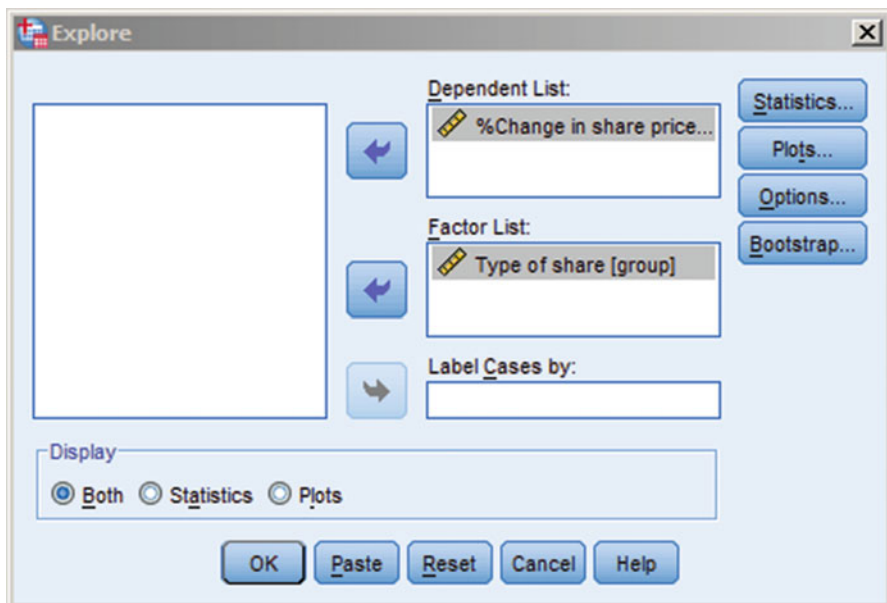 Explore
Dependent List:
%Change in share price...
Factor List:
Type of share [group]
Label Cases by:
Statistics...
Plots...
Options...
Bootstrap...
Display
Both
Statistics
Plots
OK
Paste
Reset
Cancel
Help